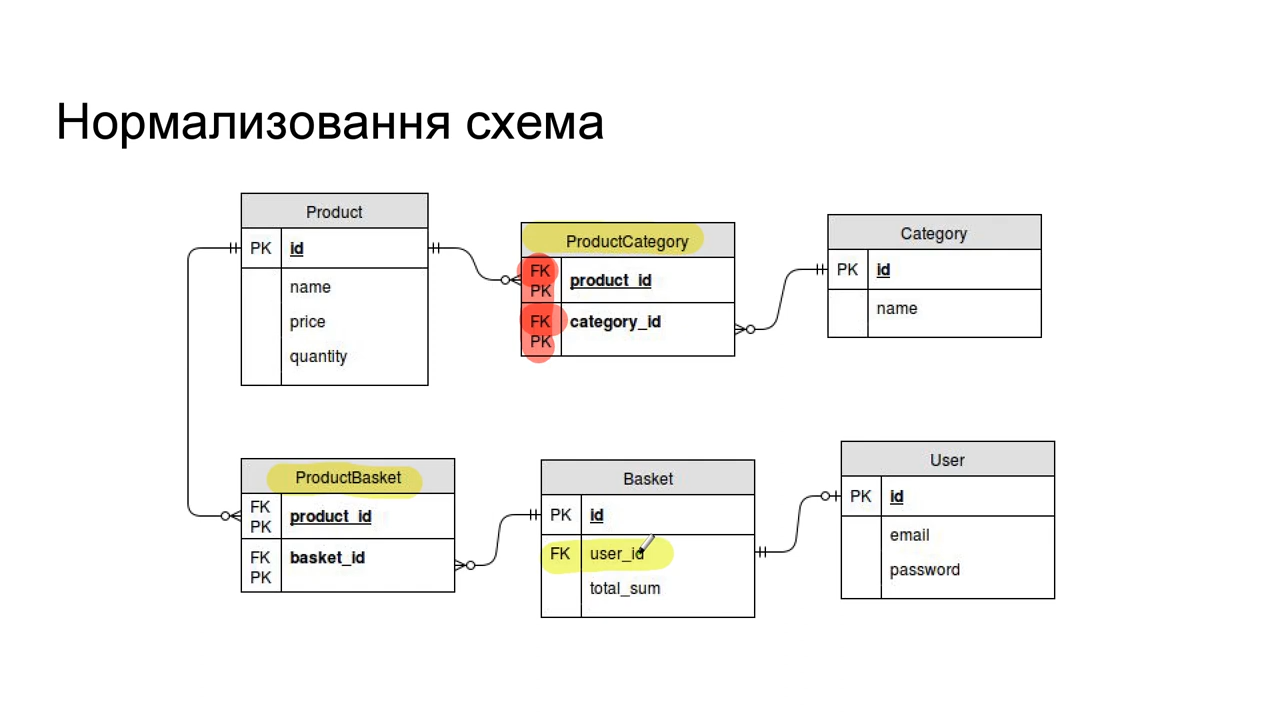 Нормализовання схема
Product
PK id
name
price
quantity
ProductCategory
FK
PK
product_id
FK
PK
category_id
Category
PK id
name
ProductBasket
FK
PK
product_id
FK
PK
basket_id
Basket
PK id
FK user_id
total_sum
User
PK id
email
password